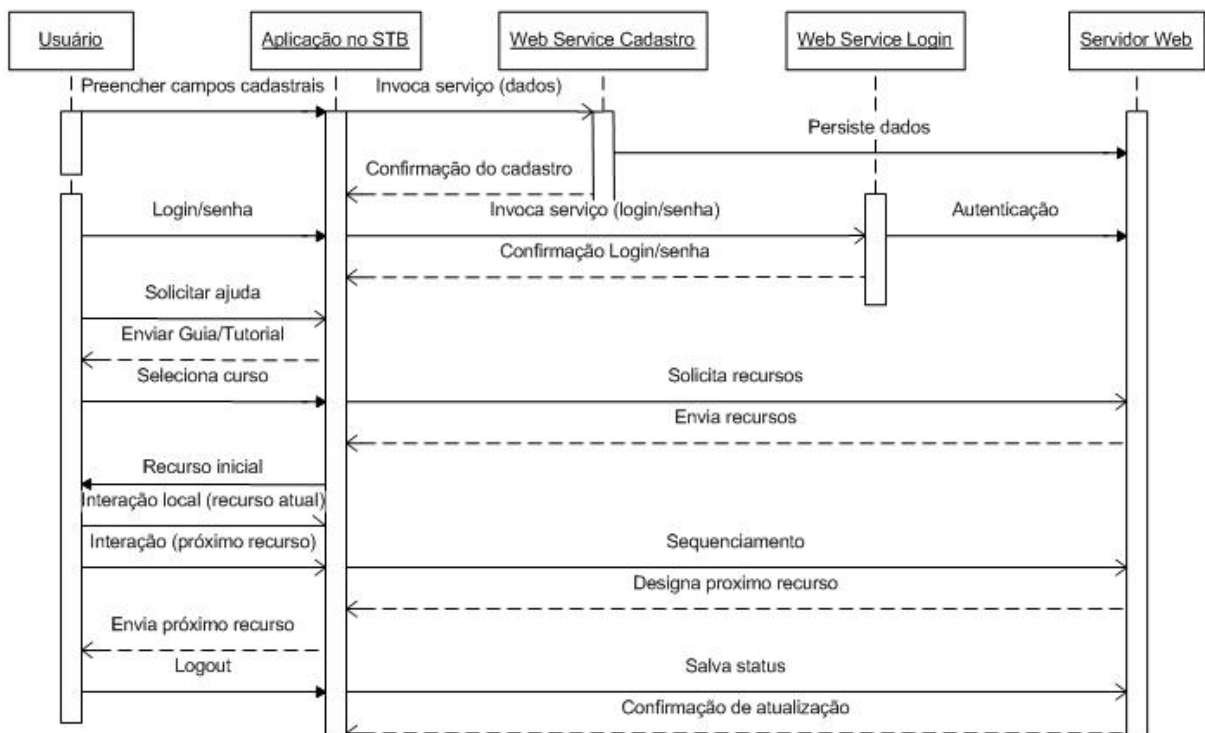 Usuário
Aplicação no STB
Web Service Cadastro
Web Service Login
Servidor Web
Preencher campos cadastrais
Invoca serviço (dados)
Persiste dados
Confirmação do cadastro
Login/senha
Invoca serviço (login/senha)
Autenticação
Confirmação Login/senha
Solicitar ajuda
Enviar Guia/Tutorial
Seleciona curso
Solicita recursos
Envia recursos
Recurso inicial
Interação local (recurso atual)
Interação (próximo recurso)
Sequenciamento
Designa proximo recurso
Envia próximo recurso
Logout
Salva status
Confirmação de atualização